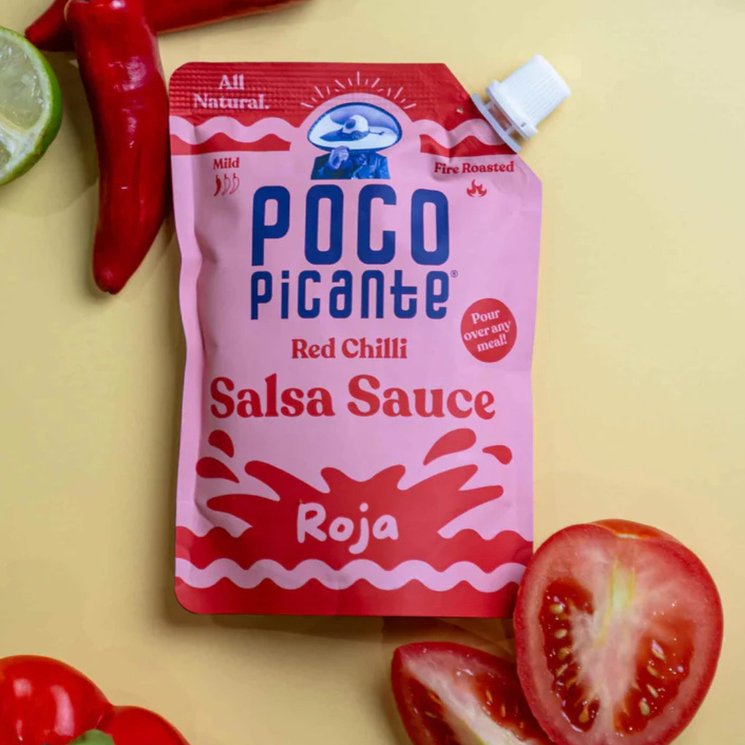 All
Natural.
Mild
Fire Roasted
POCO
Picante®
Red Chilli
Pour
over any
meal!
Salsa Sauce
Roja